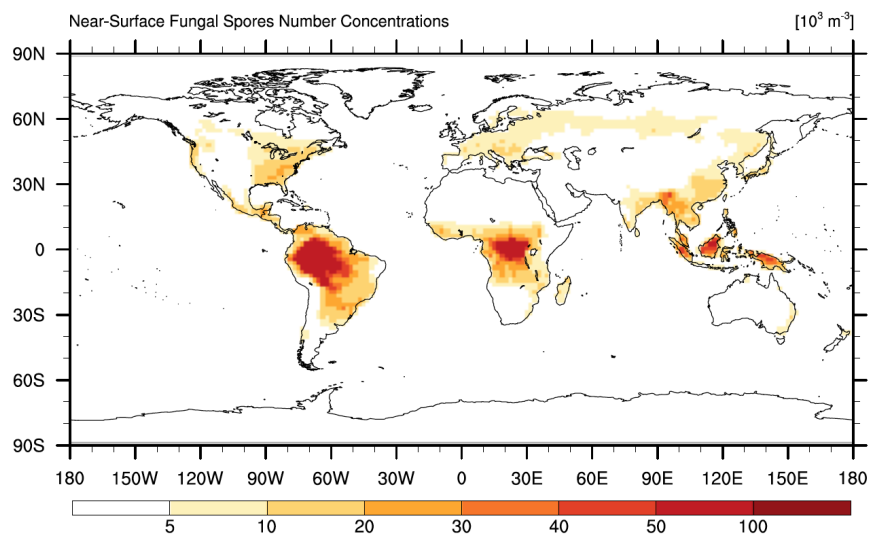 Near-Surface Fungal Spores Number Concentrations [10³ m⁻³]
90N
60N
30N
0
30S
60S
90S
180 150W 120W 90W 60W 30W 0 30E 60E 90E 120E 150E 180
5 10 20 30 40 50 100